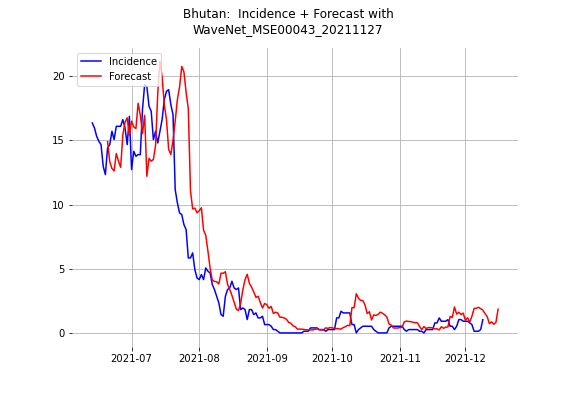 Bhutan:  Incidence + Forecast with
WaveNet_MSE00043_20211127
Incidence
Forecast
20
15
10
5
0
2021-07
2021-08
2021-09
2021-10
2021-11
2021-12